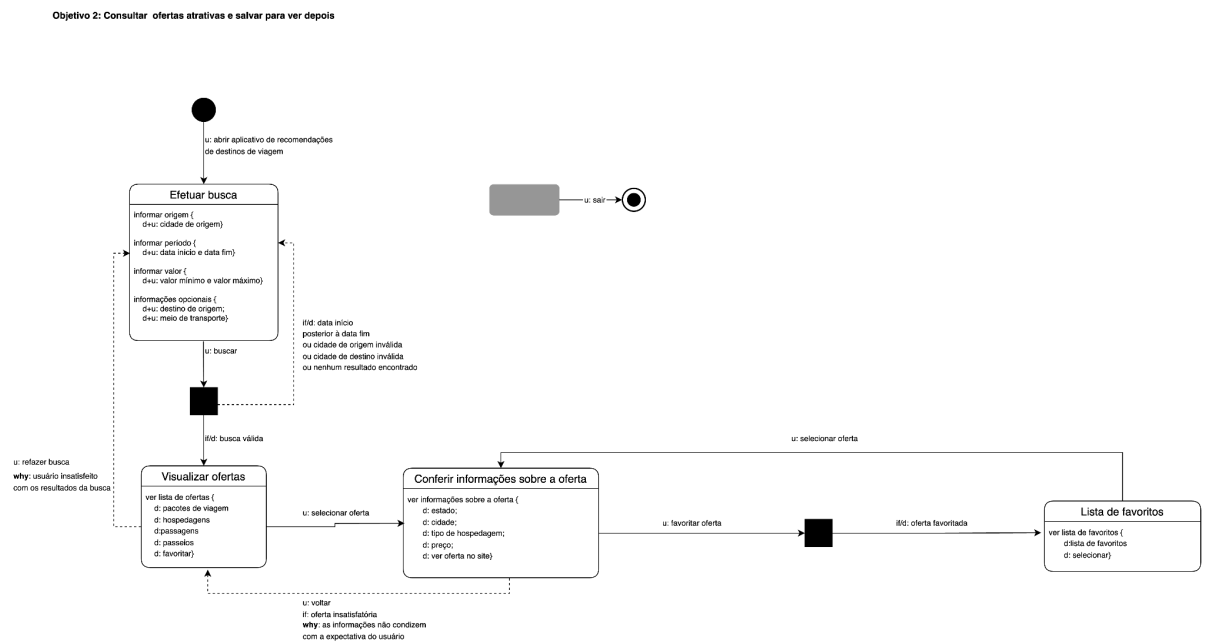 Objetivo 2: Consultar ofertas atrativas e salvar para ver depois
u: abrir aplicativo de recomendações
de destinos de viagem
Efetuar busca
informar origem {
d+u: cidade de origem}
informar período {
d+u: data início e data fim}
informar valor {
d+u: valor mínimo e valor máximo}
informações opcionais {
d+u: destino de origem;
d+u: meio de transporte}
u: sair
if/d: data início
posterior à data fim
ou cidade de origem inválida
ou cidade de destino inválida
ou nenhum resultado encontrado
u: buscar
if/d: busca válida
u: refazer busca
why: usuário insatisfeito
com os resultados da busca
Visualizar ofertas
ver lista de ofertas {
d: pacotes de viagem
d: hospedagens
d:passagens
d: passeios
d: favoritar}
u: selecionar oferta
Conferir informações sobre a oferta
ver informações sobre a oferta {
d: estado;
d: cidade;
d: tipo de hospedagem;
d: preço;
d: ver oferta no site}
u: voltar
if: oferta insatisfatória
why: as informações não condizem
com a expectativa do usuário
u: favoritar oferta
if/d: oferta favoritada
u: selecionar oferta
Lista de favoritos
ver lista de favoritos {
d:lista de favoritos
d: selecionar}